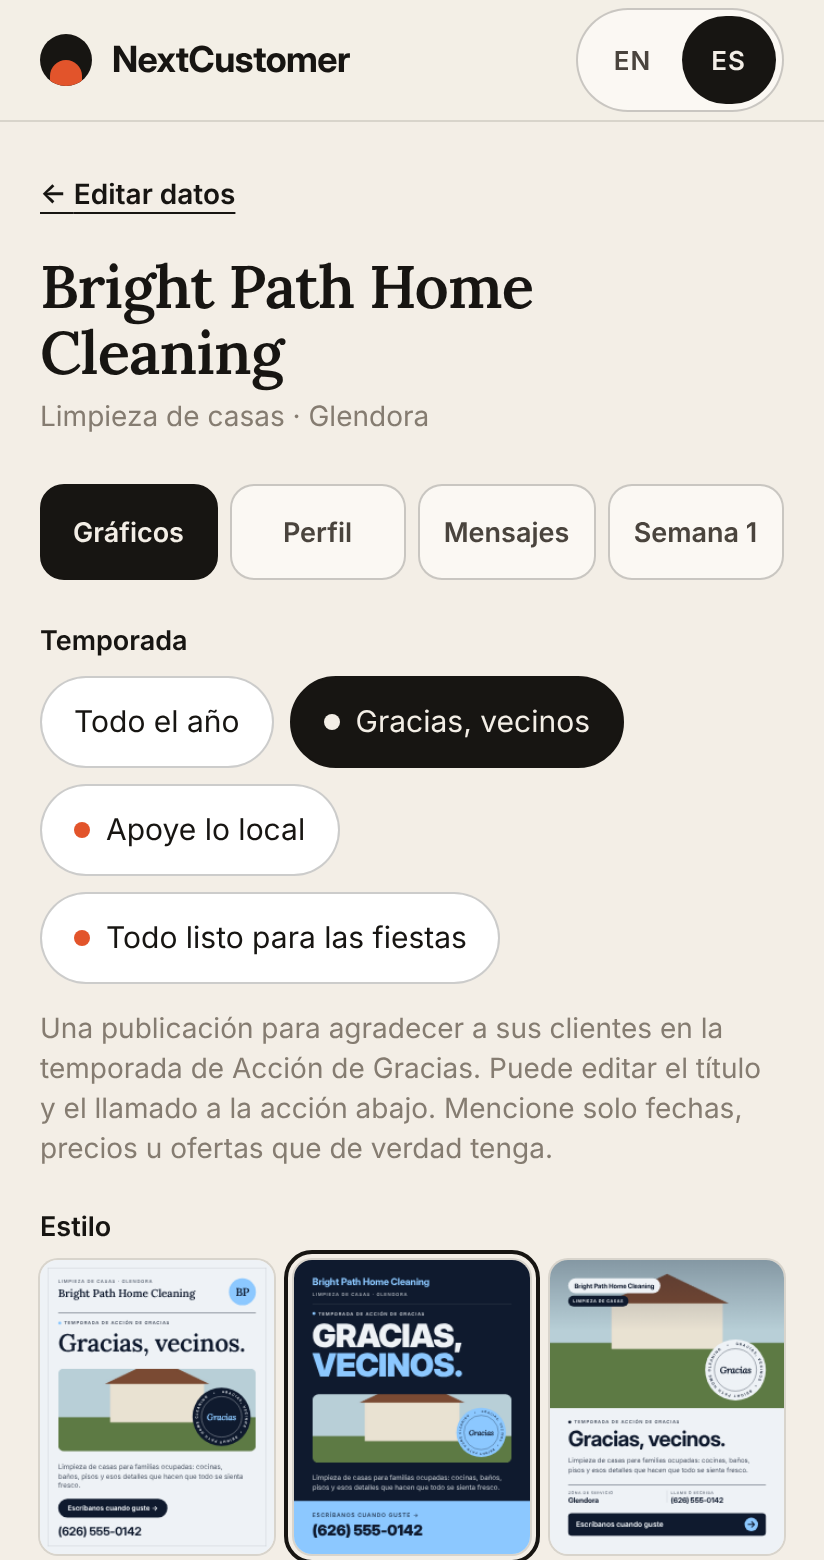 NextCustomer
EN
ES
← Editar datos
Bright Path Home
Cleaning
Limpieza de casas · Glendora
Gráficos
Perfil
Mensajes
Semana 1
Temporada
Todo el año
Gracias, vecinos
Apoye lo local
Todo listo para las fiestas
Una publicación para agradecer a sus clientes en la
temporada de Acción de Gracias. Puede editar el título
y el llamado a la acción abajo. Mencione solo fechas,
precios u ofertas que de verdad tenga.
Estilo
LIMPIEZA DE CASAS · GLENDORA
Bright Path Home Cleaning
BP
TEMPORADA DE ACCIÓN DE GRACIAS
Gracias, vecinos.
Gracias
Limpieza de casas para familias ocupadas: cocinas,
baños, pisos y esos detalles que hacen que todo se sienta
fresco.
Escríbanos cuando guste →
(626) 555-0142
Bright Path Home Cleaning
LIMPIEZA DE CASAS · GLENDORA
TEMPORADA DE ACCIÓN DE GRACIAS
GRACIAS,
VECINOS.
Gracias
Limpieza de casas para familias ocupadas: cocinas, baños,
pisos y esos detalles que hacen que todo se sienta fresco.
ESCRÍBANOS CUANDO GUSTE →
(626) 555-0142
Bright Path Home Cleaning
LIMPIEZA DE CASAS
Gracias
TEMPORADA DE ACCIÓN DE GRACIAS
Gracias, vecinos.
Limpieza de casas para familias ocupadas: cocinas, baños,
pisos y esos detalles que hacen que todo se sienta fresco.
ZONA DE SERVICIO
Glendora
LLAME O ESCRIBA
(626) 555-0142
Escríbanos cuando guste →